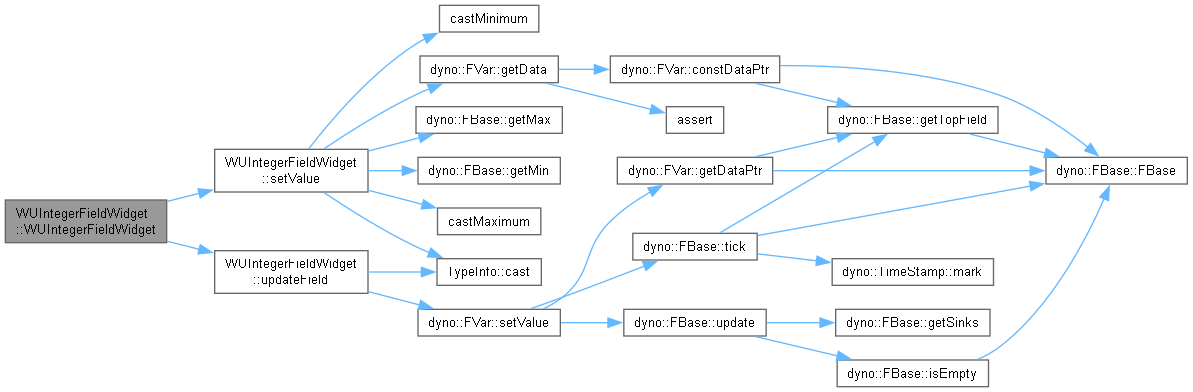 castMinimum
dyno::FVar::getData
dyno::FVar::constDataPtr
dyno::FBase::getMax
assert
dyno::FBase::getTopField
WUIntegerFieldWidget
::setValue
dyno::FBase::getMin
dyno::FVar::getDataPtr
dyno::FBase::FBase
WUIntegerFieldWidget
::WUIntegerFieldWidget
castMaximum
dyno::FBase::tick
WUIntegerFieldWidget
::updateField
TypeInfo::cast
dyno::TimeStamp::mark
dyno::FVar::setValue
dyno::FBase::update
dyno::FBase::getSinks
dyno::FBase::isEmpty